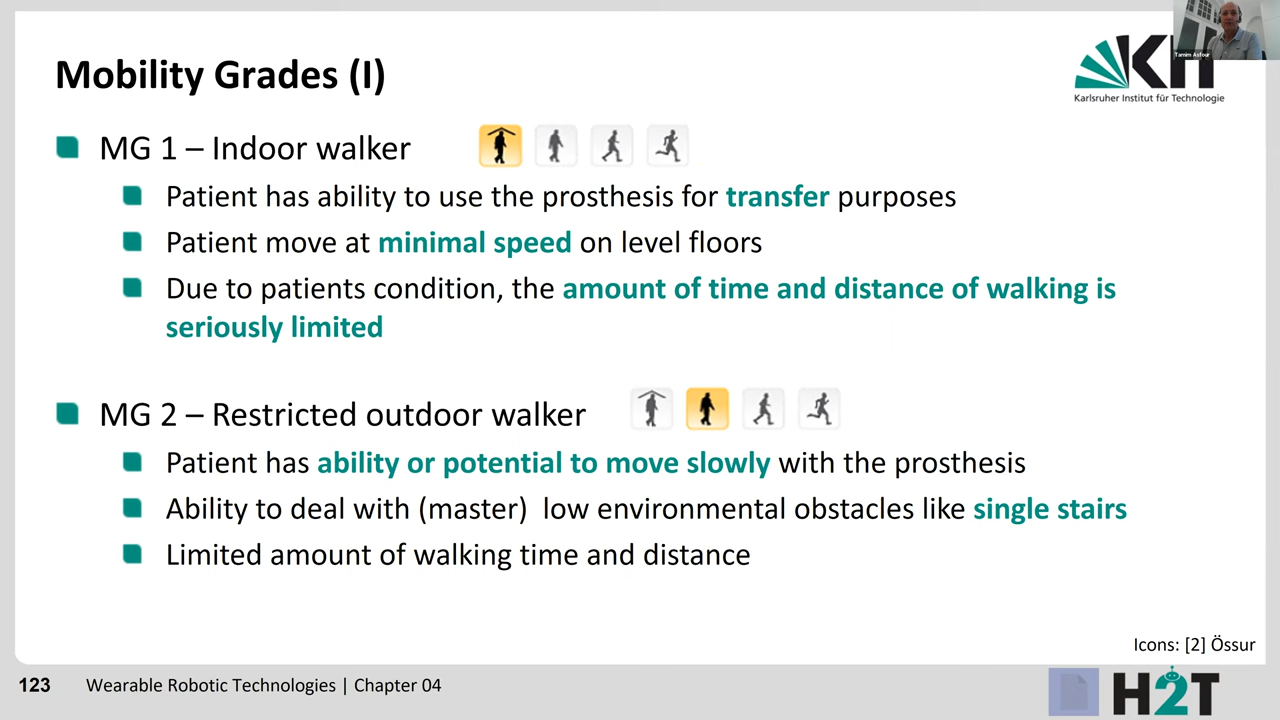 Mobility Grades (I)
KIT
Karlsruher Institut für Technologie
Tamim Asfour
MG 1 – Indoor walker
Patient has ability to use the prosthesis for transfer purposes
Patient move at minimal speed on level floors
Due to patients condition, the amount of time and distance of walking is
seriously limited
MG 2 – Restricted outdoor walker
Patient has ability or potential to move slowly with the prosthesis
Ability to deal with (master) low environmental obstacles like single stairs
Limited amount of walking time and distance
Icons: [2] Össur
123 Wearable Robotic Technologies | Chapter 04
H2T